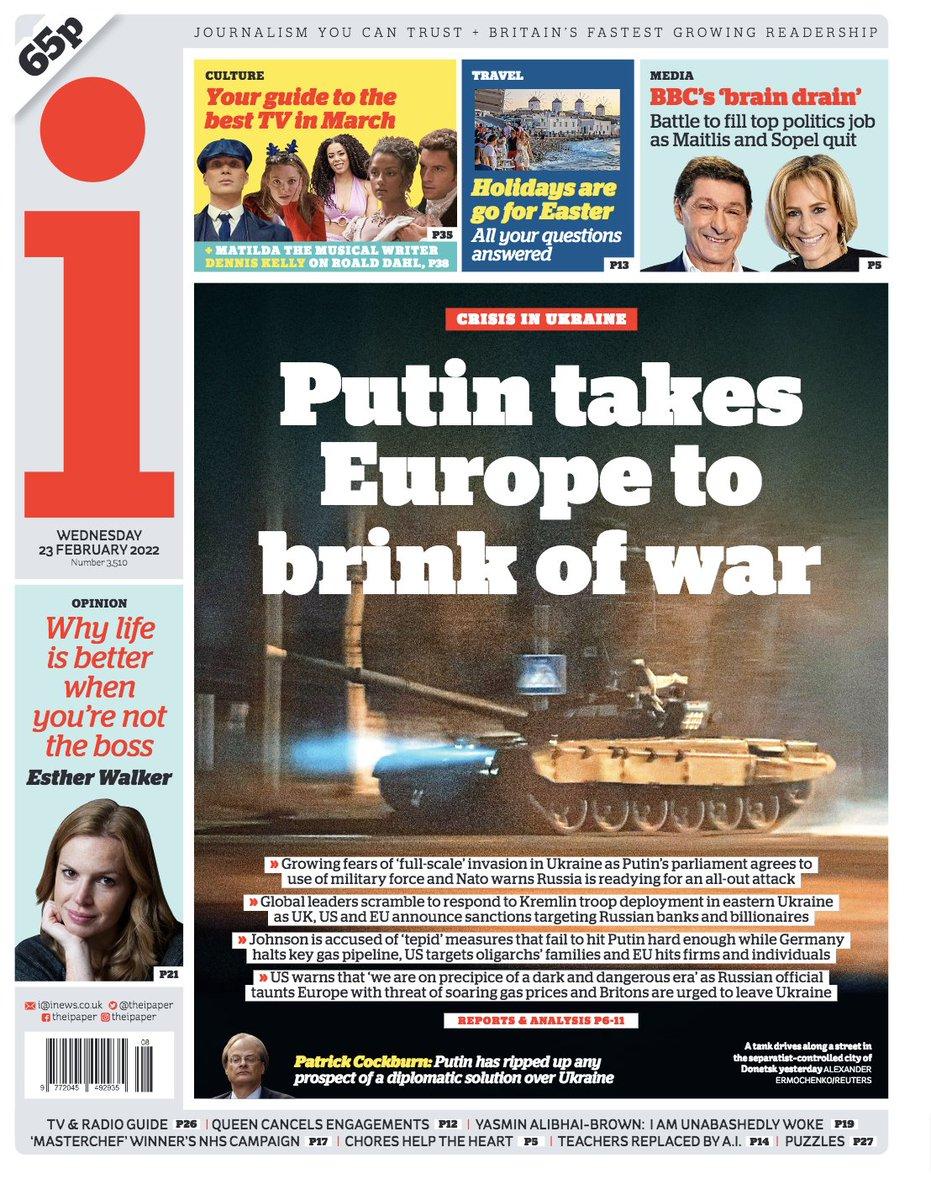 65p
JOURNALISM YOU CAN TRUST + BRITAIN'S FASTEST GROWING READERSHIP
i
WEDNESDAY
23 FEBRUARY 2022
Number 3,510
CULTURE
Your guide to the
best TV in March
P35
+ MATILDA THE MUSICAL WRITER
DENNIS KELLY ON ROALD DAHL, P38
TRAVEL
Holidays are
go for Easter
All your questions
answered
P13
MEDIA
BBC's 'brain drain'
Battle to fill top politics job
as Maitlis and Sopel quit
P5
OPINION
Why life
is better
when
you're not
the boss
Esther Walker
P21
i@inews.co.uk @theipaper
theipaper theipaper
08
9 772045 492935
CRISIS IN UKRAINE
Putin takes
Europe to
brink of war
» Growing fears of 'full-scale' invasion in Ukraine as Putin's parliament agrees to
use of military force and Nato warns Russia is readying for an all-out attack
» Global leaders scramble to respond to Kremlin troop deployment in eastern Ukraine
as UK, US and EU announce sanctions targeting Russian banks and billionaires
» Johnson is accused of 'tepid' measures that fail to hit Putin hard enough while Germany
halts key gas pipeline, US targets oligarchs' families and EU hits firms and individuals
» US warns that 'we are on precipice of a dark and dangerous era' as Russian official
taunts Europe with threat of soaring gas prices and Britons are urged to leave Ukraine
REPORTS & ANALYSIS P6-11
Patrick Cockburn: Putin has ripped up any
prospect of a diplomatic solution over Ukraine
A tank drives along a street in
the separatist-controlled city of
Donetsk yesterday ALEXANDER
ERMOCHENKO/REUTERS
TV & RADIO GUIDE P26 | QUEEN CANCELS ENGAGEMENTS P12 | YASMIN ALIBHAI-BROWN: I AM UNABASHEDLY WOKE P19
'MASTERCHEF' WINNER'S NHS CAMPAIGN P17 | CHORES HELP THE HEART P5 | TEACHERS REPLACED BY A.I. P14 | PUZZLES P27